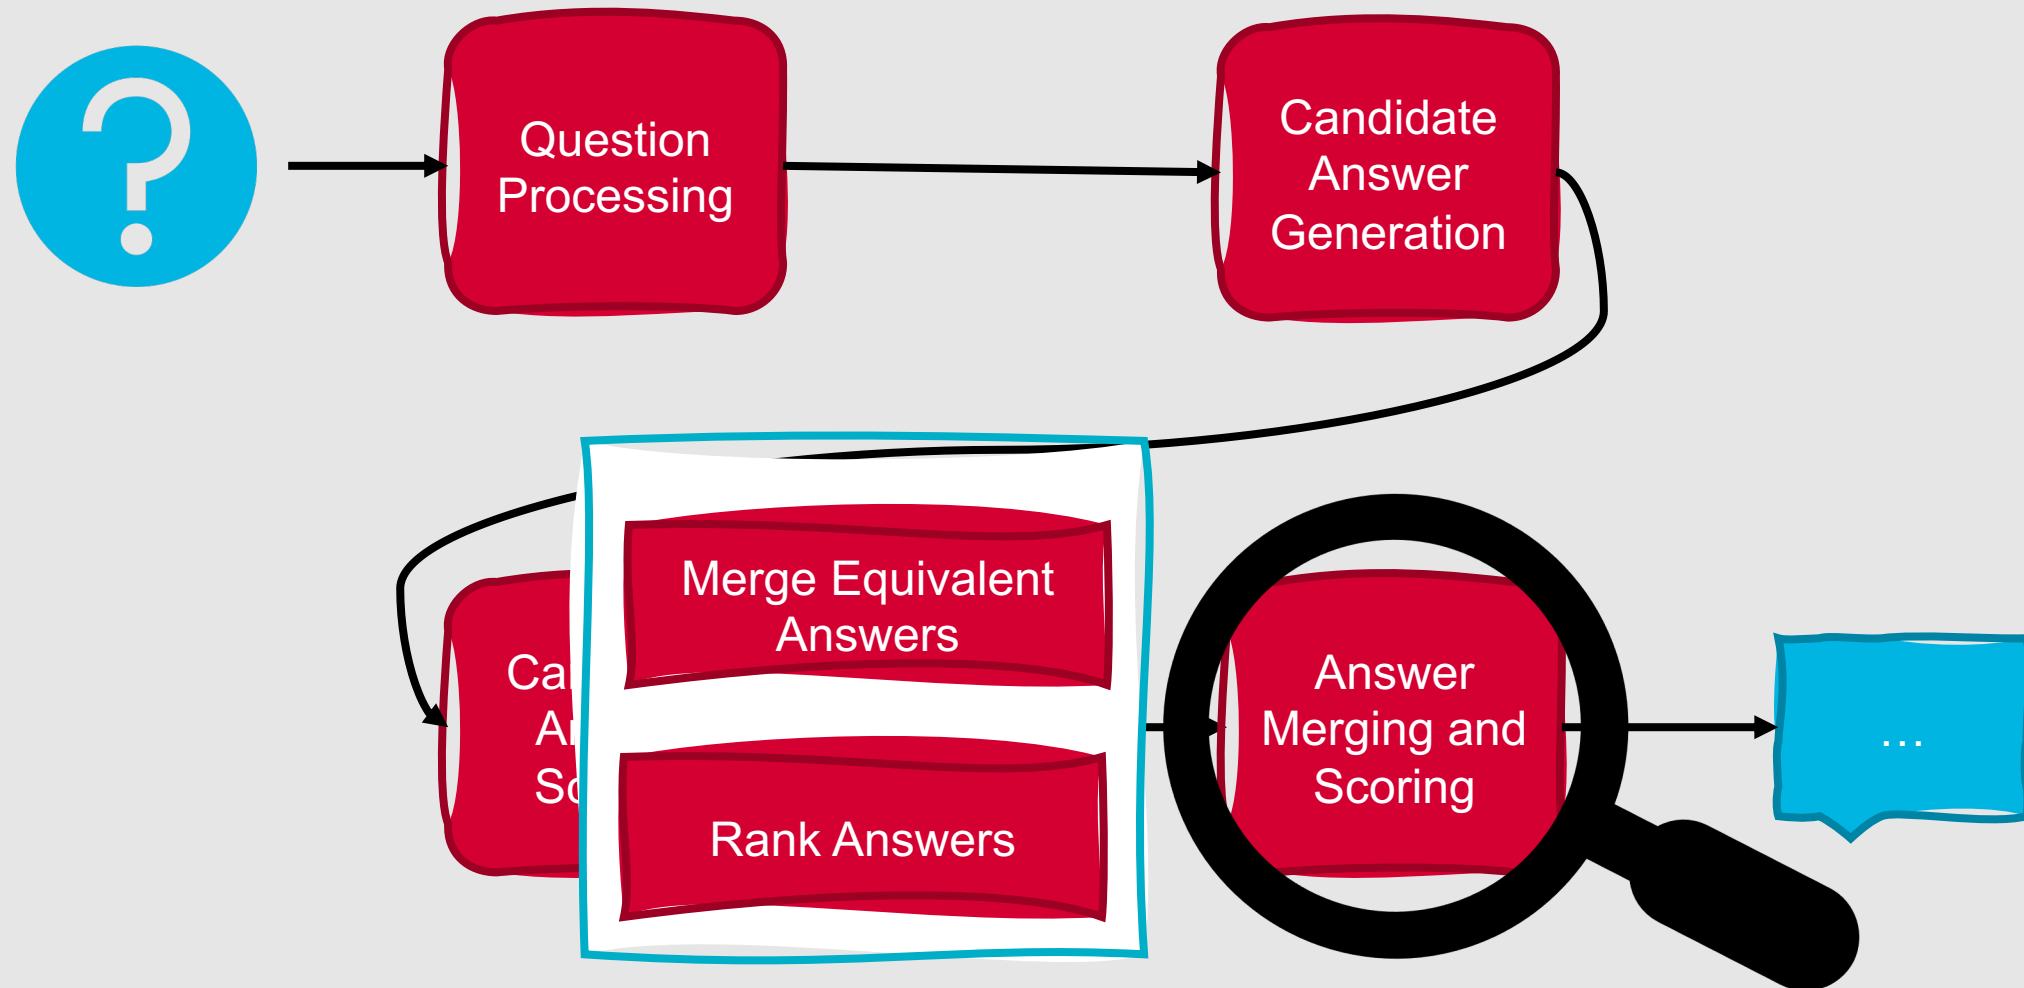 ?
Question
Processing
Candidate
Answer
Generation
Merge Equivalent
Answers
Rank Answers
Answer
Merging and
Scoring
...